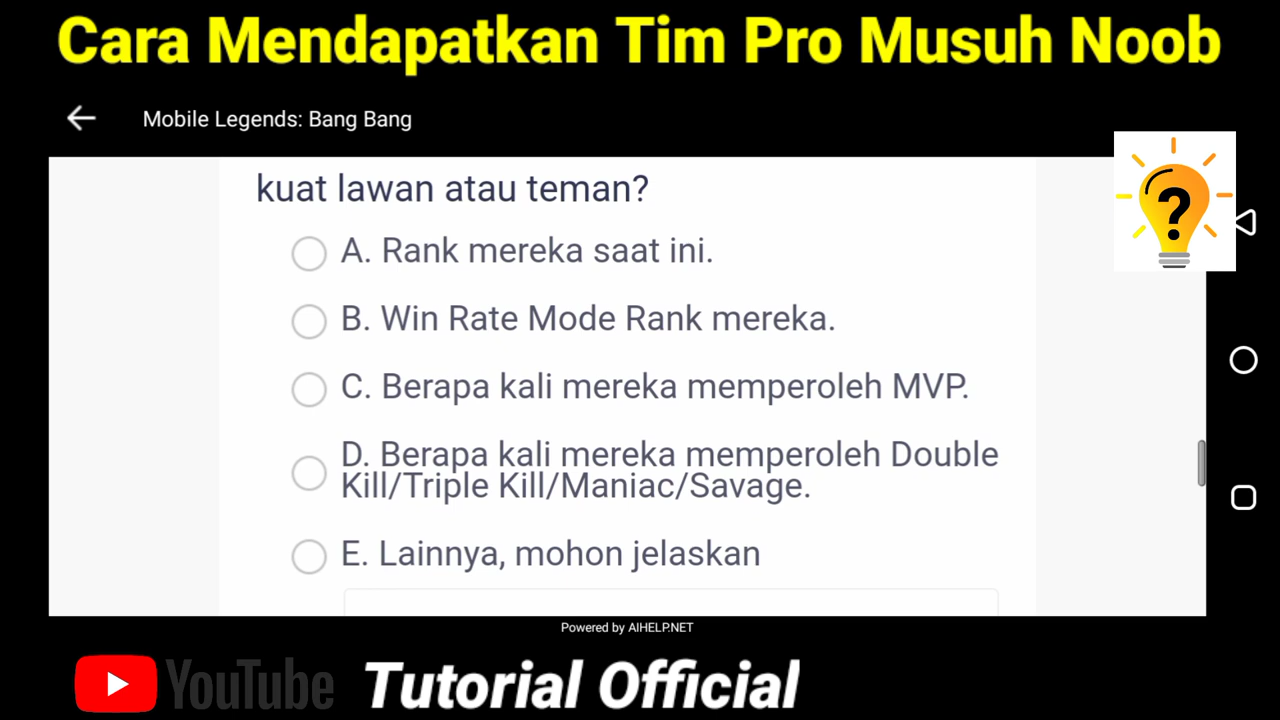 Cara Mendapatkan Tim Pro Musuh Noob
Mobile Legends: Bang Bang
?
kuat lawan atau teman?
A. Rank mereka saat ini.
B. Win Rate Mode Rank mereka.
C. Berapa kali mereka memperoleh MVP.
D. Berapa kali mereka memperoleh Double
Kill/Triple Kill/Maniac/Savage.
E. Lainnya, mohon jelaskan
Powered by AIHELP.NET
YouTube Tutorial Official